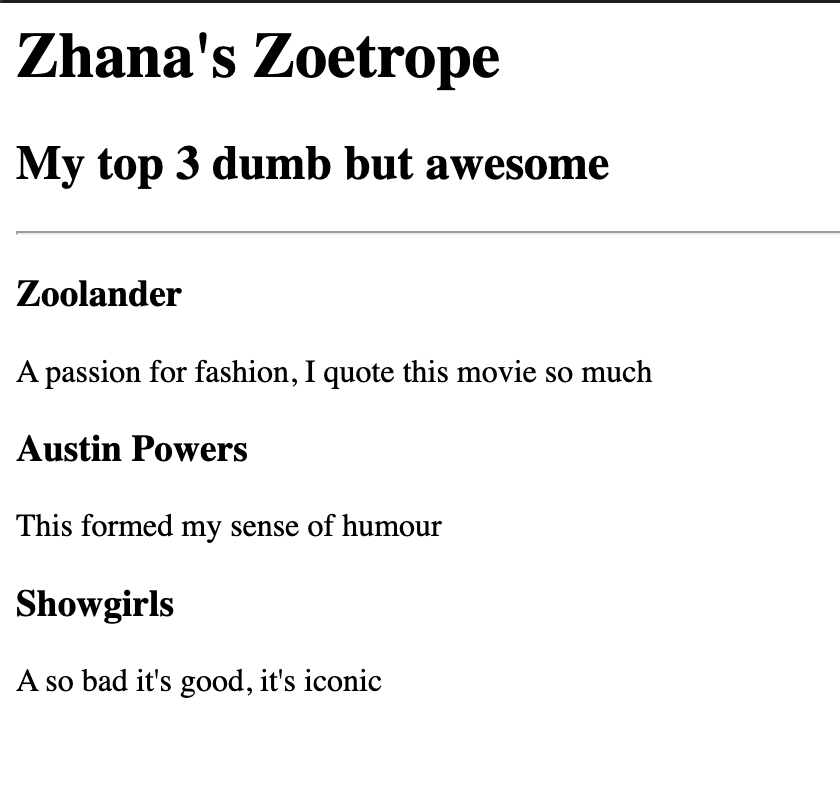 Zhana's Zoetrope
My top 3 dumb but awesome
Zoolander
A passion for fashion, I quote this movie so much
Austin Powers
This formed my sense of humour
Showgirls
A so bad it's good, it's iconic